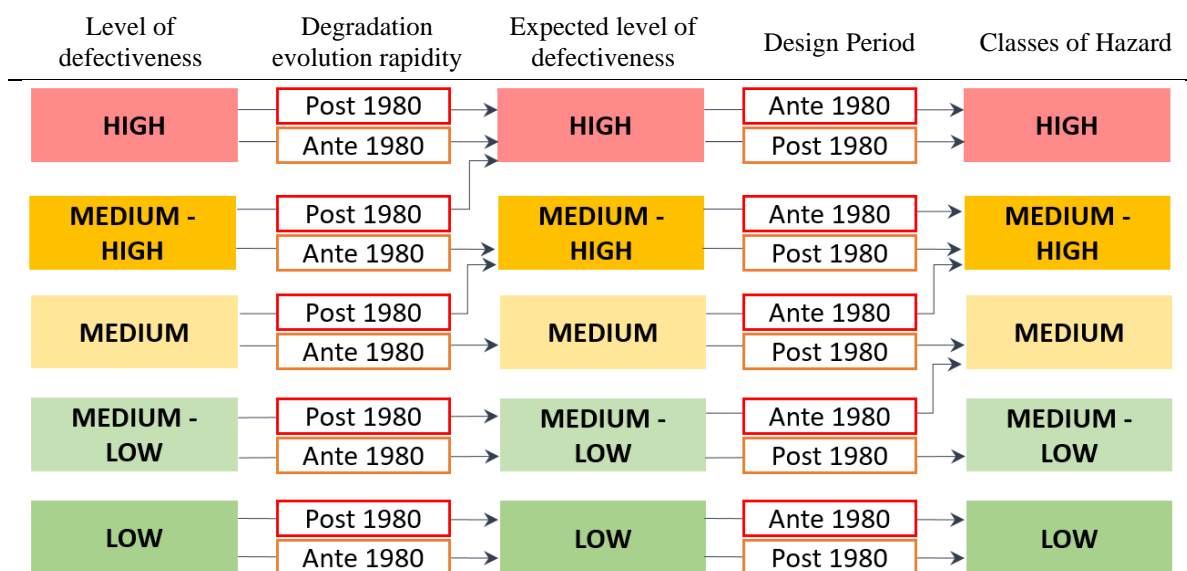 Level of
defectiveness
Degradation
evolution rapidity
Expected level of
defectiveness
Design Period
Classes of Hazard
HIGH
Post 1980
Ante 1980
HIGH
Ante 1980
Post 1980
HIGH
MEDIUM -
HIGH
Post 1980
Ante 1980
MEDIUM -
HIGH
Ante 1980
Post 1980
MEDIUM -
HIGH
MEDIUM
Post 1980
Ante 1980
MEDIUM
Ante 1980
Post 1980
MEDIUM
MEDIUM -
LOW
Post 1980
Ante 1980
MEDIUM -
LOW
Ante 1980
Post 1980
MEDIUM -
LOW
LOW
Post 1980
Ante 1980
LOW
Ante 1980
Post 1980
LOW